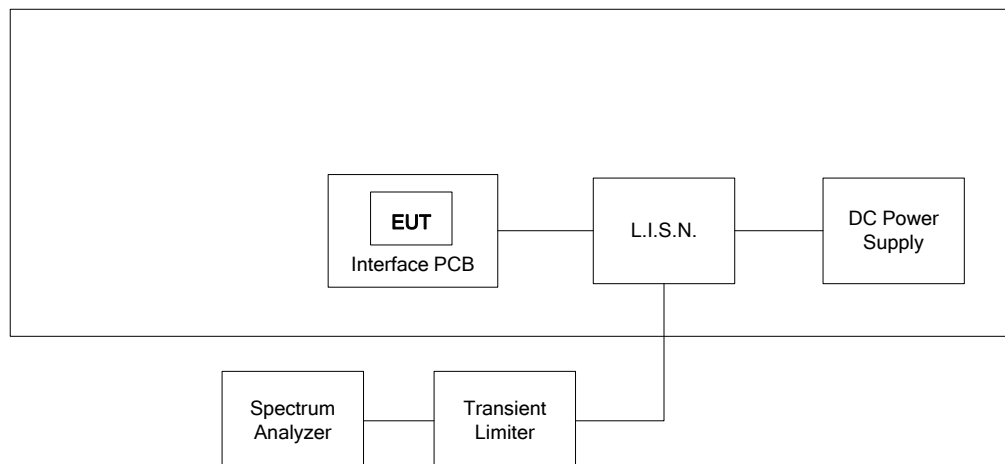 EUT
Interface PCB
L.I.S.N.
DC Power
Supply
Spectrum
Analyzer
Transient
Limiter